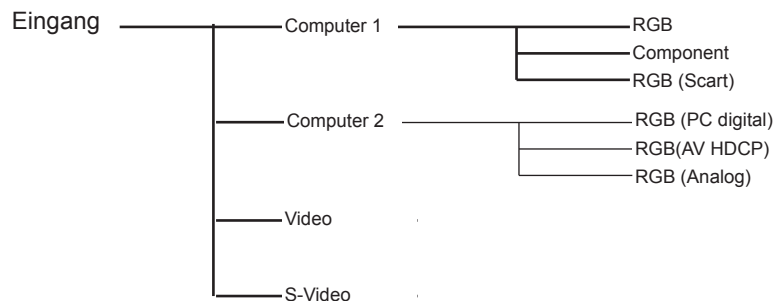 Eingang
Computer 1
RGB
Component
RGB (Scart)
Computer 2
RGB (PC digital)
RGB(AV HDCP)
RGB (Analog)
Video
S-Video